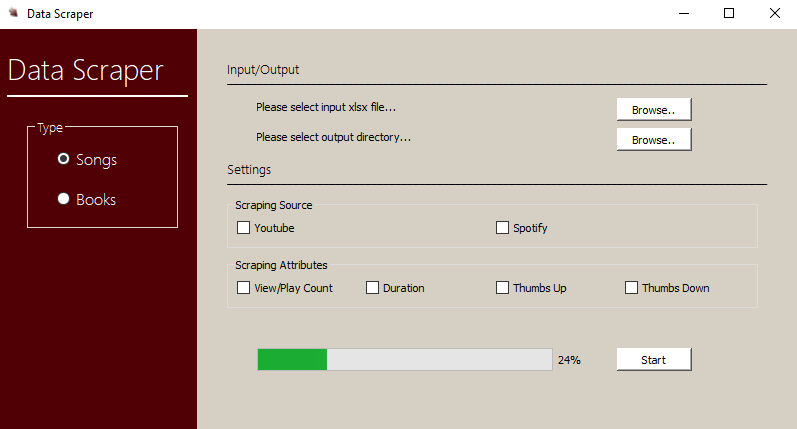 Data Scraper
Data Scraper
Type
Songs
Books
Input/Output
Please select input xlsx file...
Browse..
Please select output directory...
Browse..
Settings
Scraping Source
Youtube Spotify
Scraping Attributes
View/Play Count Duration Thumbs Up Thumbs Down
24%
Start